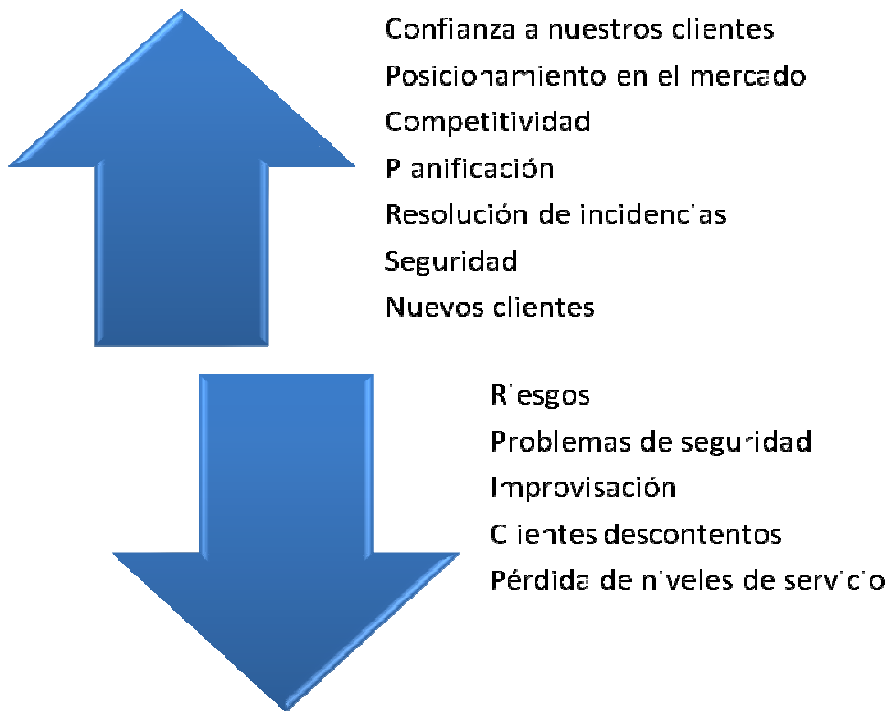 Confianza a nuestros clientes
Posicionamiento en el mercado
Competitividad
Planificación
Resolución de incidencias
Seguridad
Nuevos clientes
Riesgos
Problemas de seguridad
Improvisación
Clientes descontentos
Pérdida de niveles de servicio